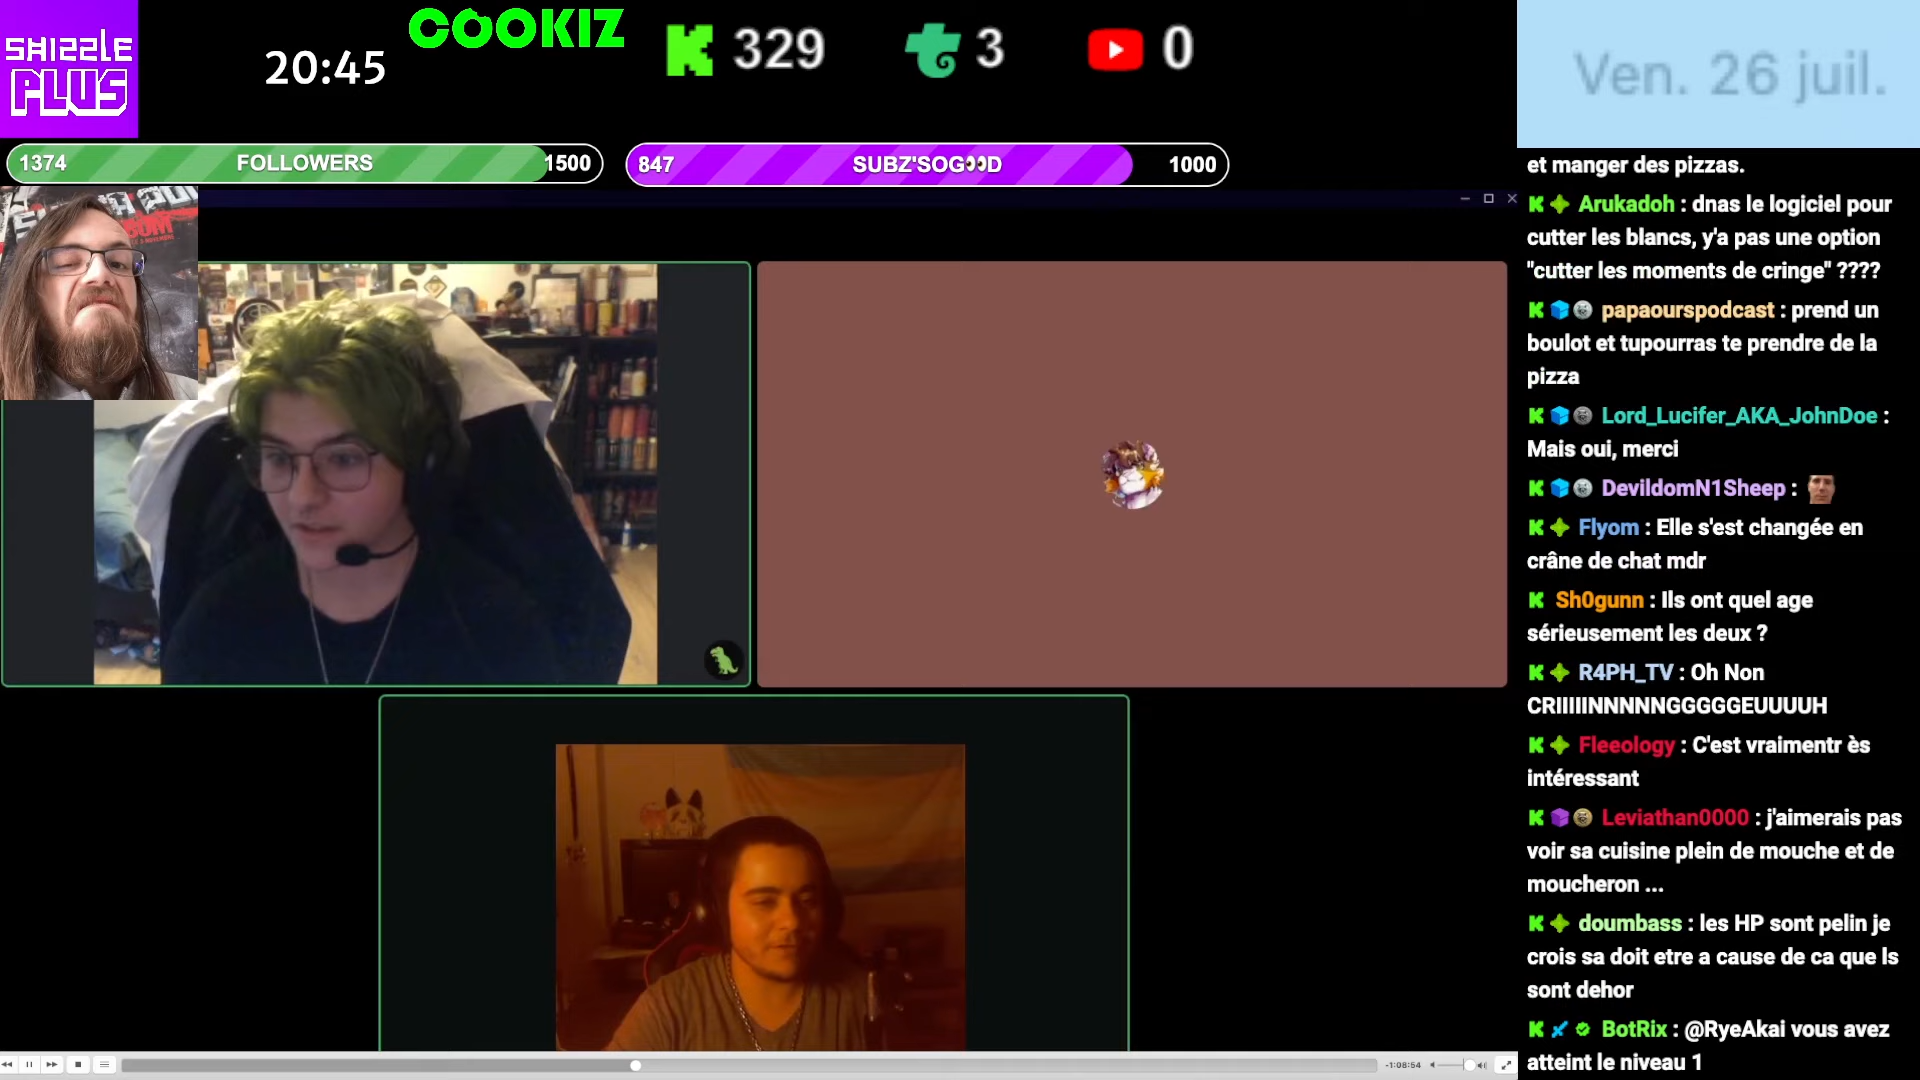 SHIZZLE
PLUS
20:45
COOKIZ
329
3
0
Ven. 26 juil.
1374 FOLLOWERS 1500
847 SUBZ'SOG👀D 1000
et manger des pizzas.
Arukadoh : dnas le logiciel pour
cutter les blancs, y'a pas une option
"cutter les moments de cringe" ????
papaourspodcast : prend un
boulot et tupourras te prendre de la
pizza
Lord_Lucifer_AKA_JohnDoe :
Mais oui, merci
DevildomN1Sheep :
Flyom : Elle s'est changée en
crâne de chat mdr
Sh0gunn : Ils ont quel age
sérieusement les deux ?
R4PH_TV : Oh Non
CRIIIIINNNNNGGGGGEUUUUH
Fleeology : C'est vraimentr ès
intéressant
Leviathan0000 : j'aimerais pas
voir sa cuisine plein de mouche et de
moucheron ...
doumbass : les HP sont pelin je
crois sa doit etre a cause de ca que ls
sont dehor
BotRix : @RyeAkai vous avez
atteint le niveau 1
-1:08:54